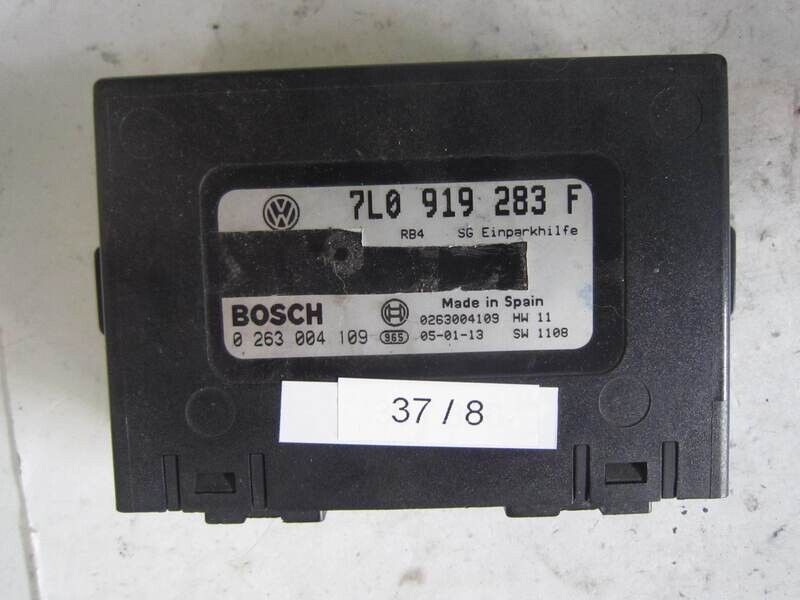 7L0 919 283 F
RB4 SG Einparkhilfe
Made in Spain
BOSCH 0263004109 HW 11
0 263 004 109 965 05-01-13 SW 1108
37 / 8